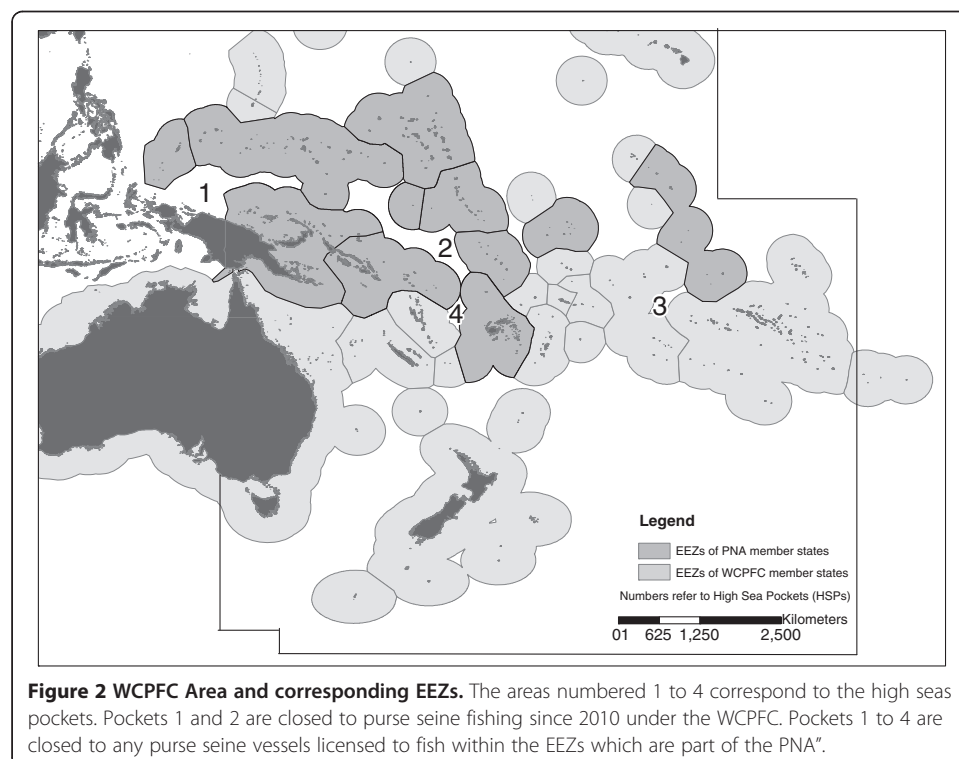 1
2
3
4
Legend
EEZs of PNA member states
EEZs of WCPFC member states
Numbers refer to High Sea Pockets (HSPs)
Kilometers
01 625 1,250 2,500
Figure 2 WCPFC Area and corresponding EEZs. The areas numbered 1 to 4 correspond to the high seas
pockets. Pockets 1 and 2 are closed to purse seine fishing since 2010 under the WCPFC. Pockets 1 to 4 are
closed to any purse seine vessels licensed to fish within the EEZs which are part of the PNA”.